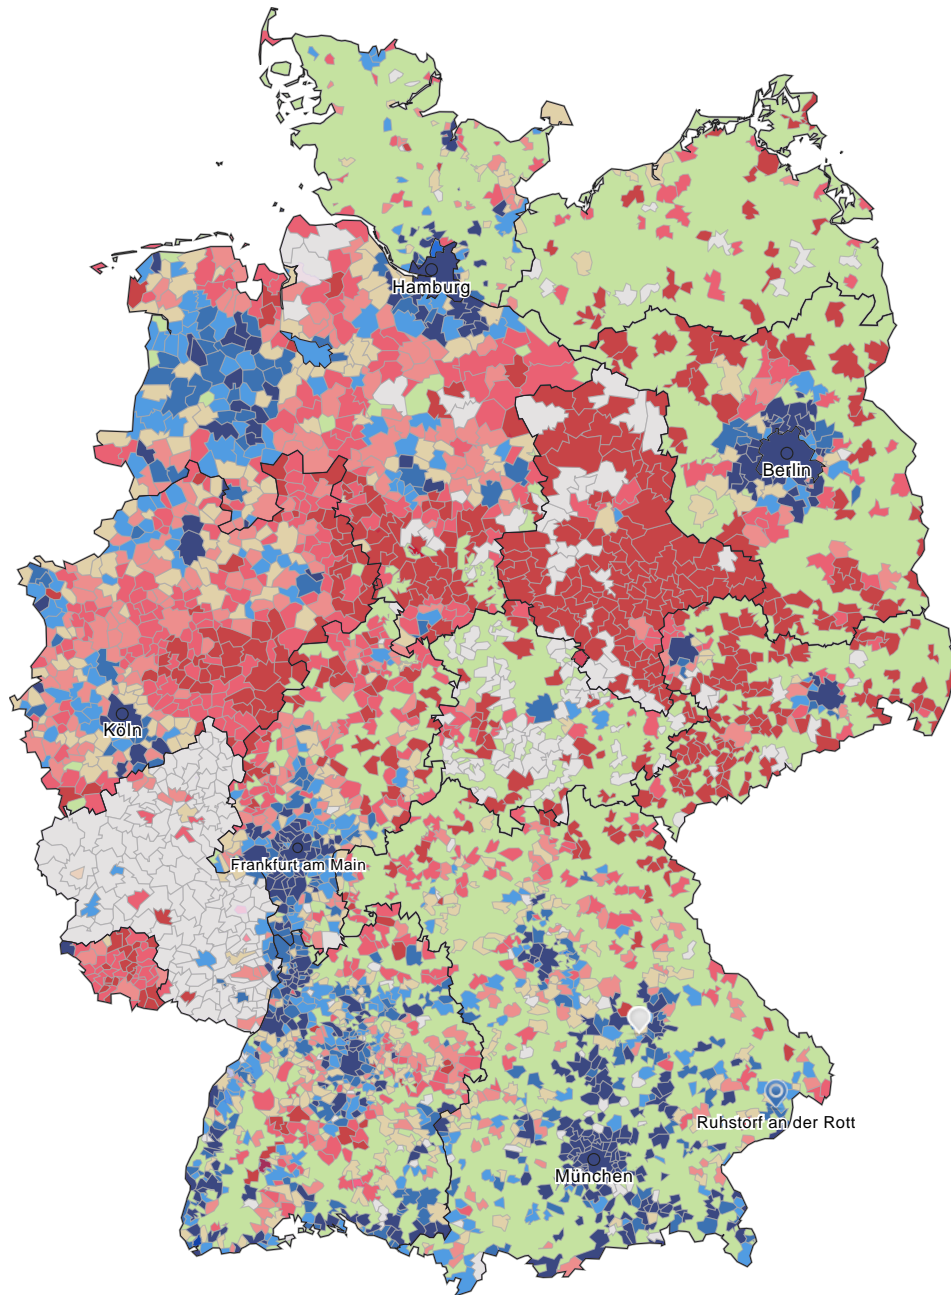 Hamburg
Berlin
Köln
Frankfurt am Main
Ruhstorf an der Rott
München